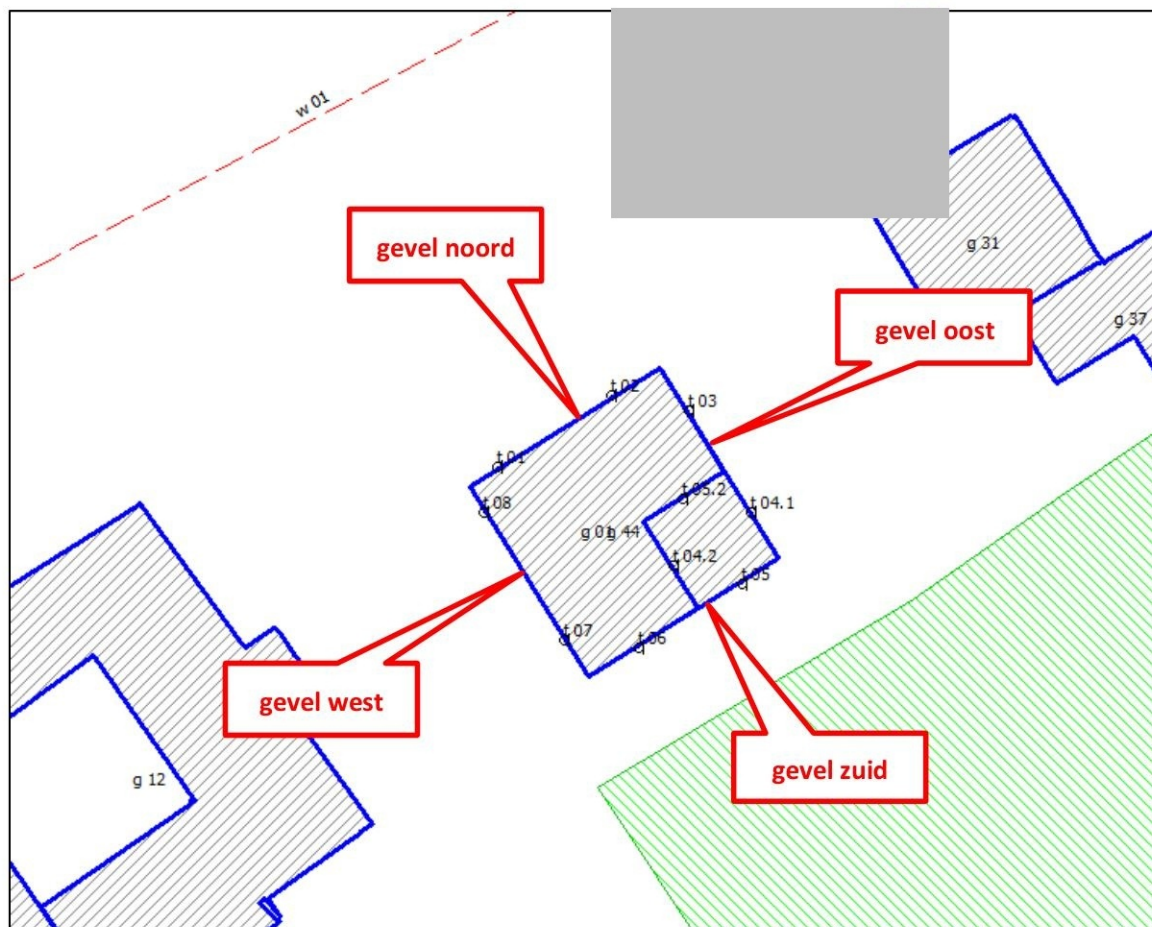 w 01
gevel noord
g 31
gevel oost
g 37
t 02
t 03
t 01
t 08
t 05.2
t 04.1
g 01
g 44
t 04.2
t 05
t 07
t 06
gevel west
gevel zuid
g 12